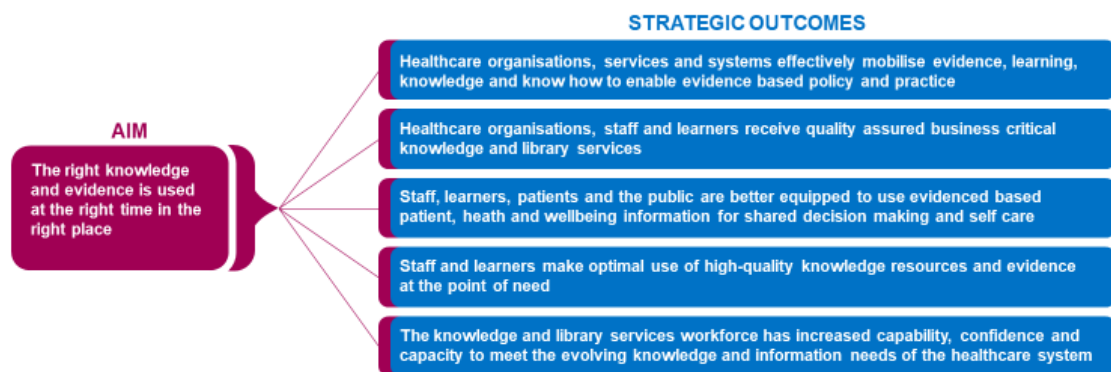 STRATEGIC OUTCOMES
Healthcare organisations, services and systems effectively mobilise evidence, learning,
knowledge and know how to enable evidence based policy and practice
AIM
The right knowledge
and evidence is used
at the right time in the
right place
Healthcare organisations, staff and learners receive quality assured business critical
knowledge and library services
Staff, learners, patients and the public are better equipped to use evidenced based
patient, heath and wellbeing information for shared decision making and self care
Staff and learners make optimal use of high-quality knowledge resources and evidence
at the point of need
The knowledge and library services workforce has increased capability, confidence and
capacity to meet the evolving knowledge and information needs of the healthcare system